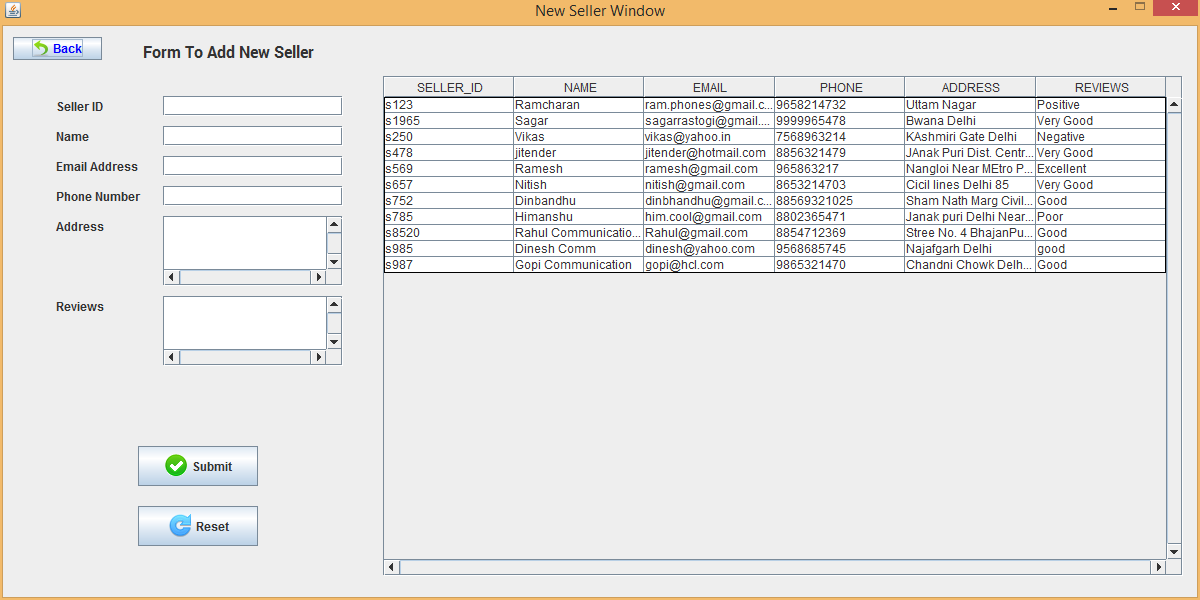 New Seller Window
Back
Form To Add New Seller
Seller ID
Name
Email Address
Phone Number
Address
Reviews
Submit
Reset
SELLER_ID NAME EMAIL PHONE ADDRESS REVIEWS
s123 Ramcharan ram.phones@gmail.c... 9658214732 Uttam Nagar Positive
s1965 Sagar sagarrastogi@gmail.... 9999965478 Bwana Delhi Very Good
s250 Vikas vikas@yahoo.in 7568963214 KAshmiri Gate Delhi Negative
s478 jitender jitender@hotmail.com 8856321479 JAnak Puri Dist. Centr... Very Good
s569 Ramesh ramesh@gmail.com 965863217 Nangloi Near MEtro P... Excellent
s657 Nitish nitish@gmail.com 8653214703 Cicil lines Delhi 85 Very Good
s752 Dinbandhu dinbhandhu@gmail.c... 88569321025 Sham Nath Marg Civil... Good
s785 Himanshu him.cool@gmail.com 8802365471 Janak puri Delhi Near... Poor
s8520 Rahul Communicatio... Rahul@gmail.com 8854712369 Stree No. 4 BhajanPu... Good
s985 Dinesh Comm dinesh@yahoo.com 9568685745 Najafgarh Delhi good
s987 Gopi Communication gopi@hcl.com 9865321470 Chandni Chowk Delh... Good